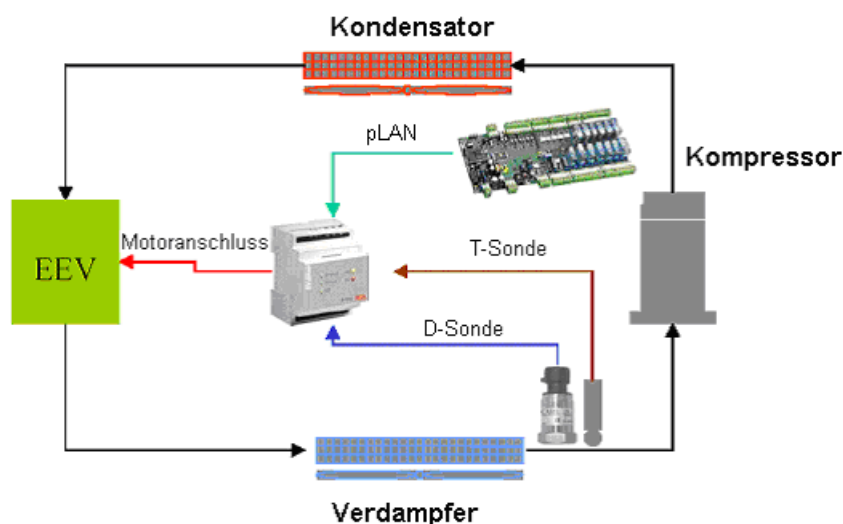 Kondensator
pLAN
Kompressor
Motoranschluss
T-Sonde
EEV
D-Sonde
Verdampfer